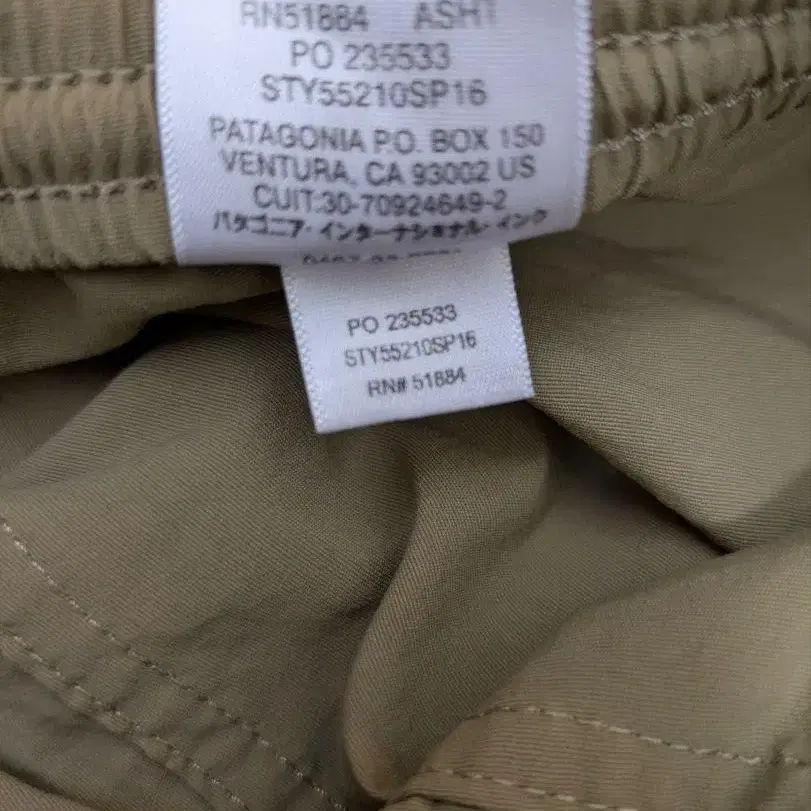 RN51884 ASHT
PO 235533
STY55210SP16
PATAGONIA P.O. BOX 150
VENTURA, CA 93002 US
CUIT:30-70924649-2
パタゴニア・インターナショナル・インク
PO 235533
STY55210SP16
RN# 51884